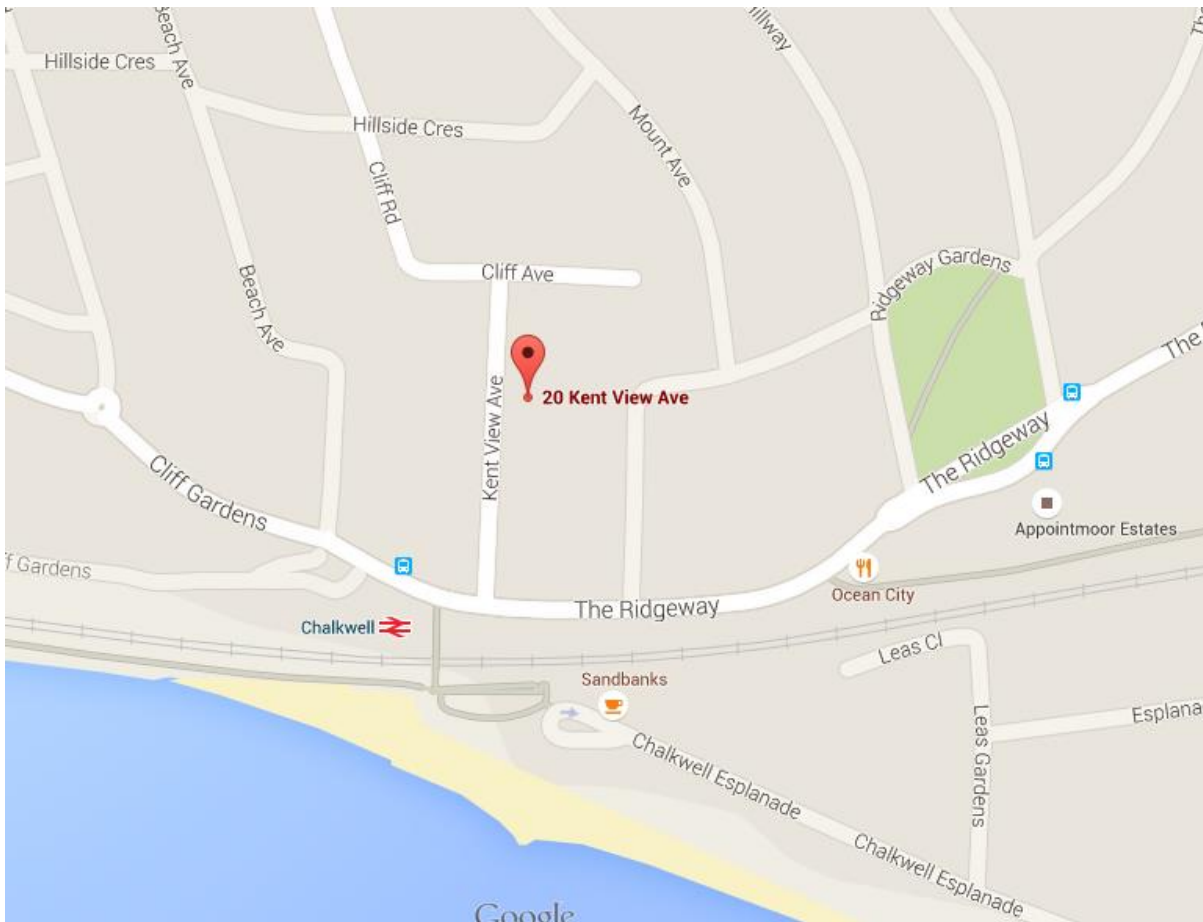 Beach Ave
hillway
Hillside Cres
Hillside Cres
Mount Ave
Cliff Rd
Ridgeway Gardens
Cliff Ave
Beach Ave
The
Kent View Ave
20 Kent View Ave
The Ridgeway
Cliff Gardens
Appointmoor Estates
ff Gardens
Ocean City
The Ridgeway
Chalkwell
Leas Cl
Sandbanks
Esplana
Leas Gardens
Chalkwell Esplanade
Chalkwell Esplanade
Google